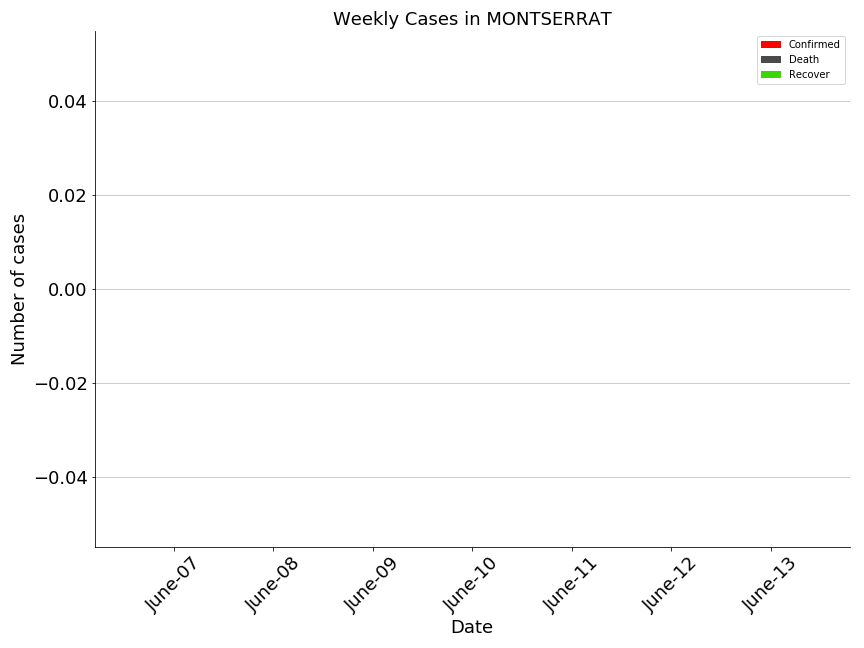 Weekly Cases in MONTSERRAT
Confirmed
Death
Recover
0.04
0.02
0.00
−0.02
−0.04
Number of cases
June-07
June-08
June-09
June-10
June-11
June-12
June-13
Date